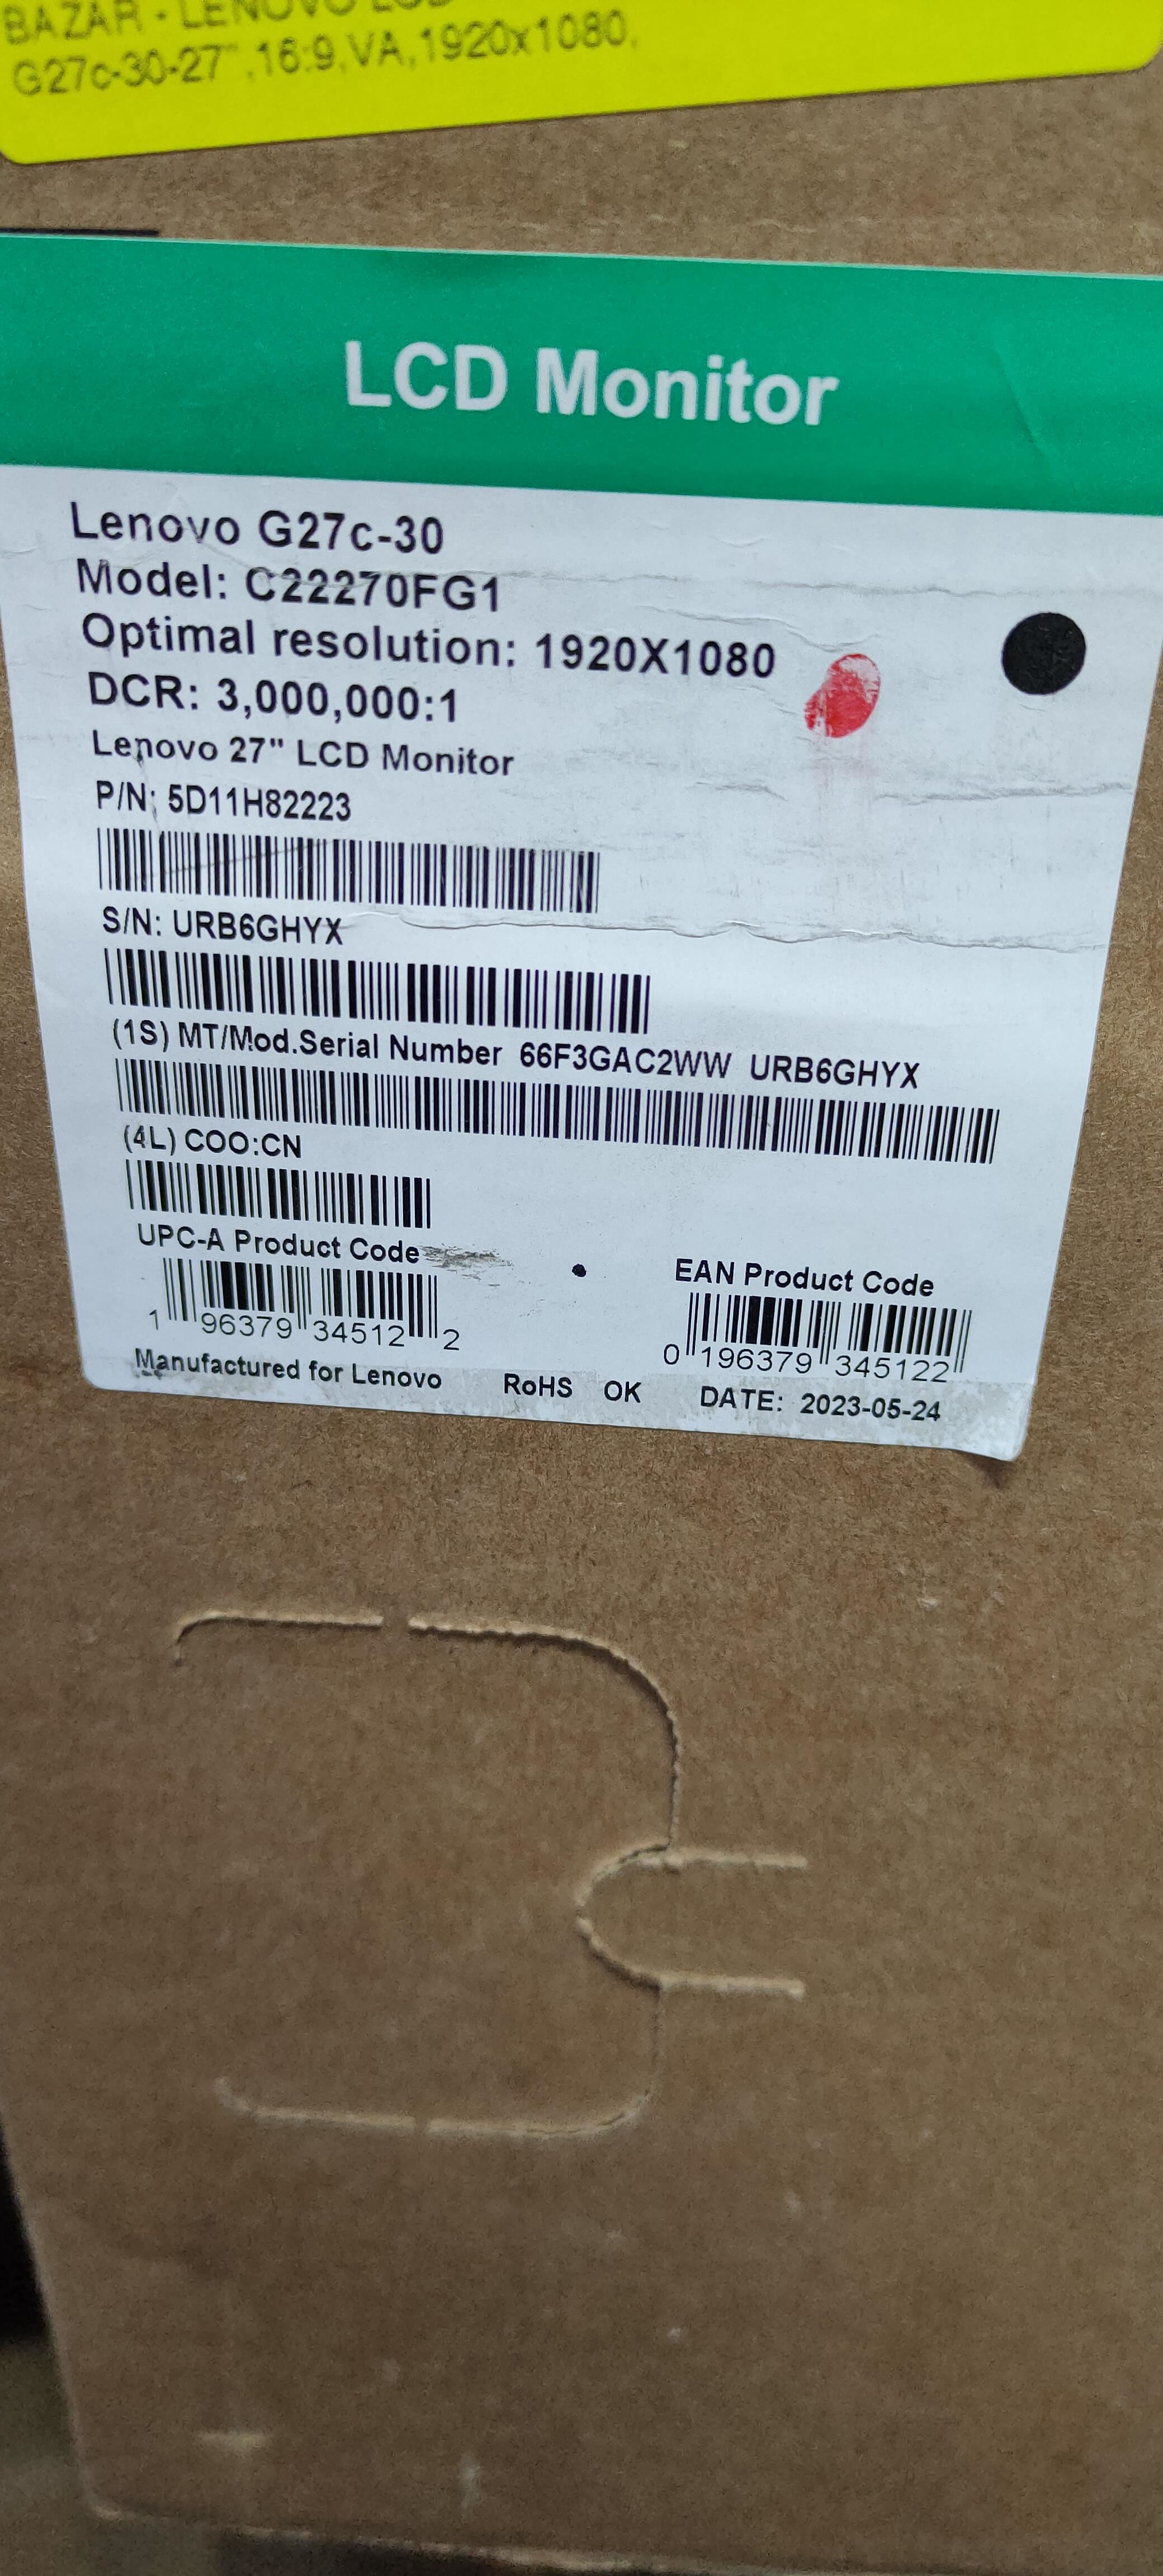 BAZAR - LENOVO LCD
G27c-30-27",16:9,VA,1920x1080,
LCD Monitor
Lenovo G27c-30
Model: C22270FG1
Optimal resolution: 1920X1080
DCR: 3,000,000:1
Lenovo 27" LCD Monitor
P/N: 5D11H82223
S/N: URB6GHYX
(1S) MT/Mod.Serial Number 66F3GAC2WW URB6GHYX
(4L) COO:CN
UPC-A Product Code
1 96379 34512 2
EAN Product Code
0 196379 345122
Manufactured for Lenovo RoHS OK DATE: 2023-05-24